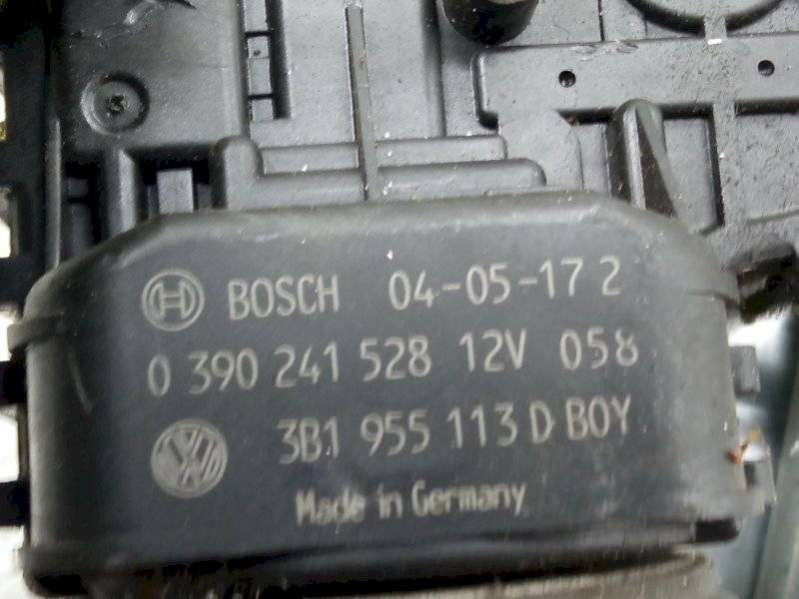 BOSCH 04-05-17 2
0 390 241 528 12V 058
3B1 955 113 D BOY
Made in Germany